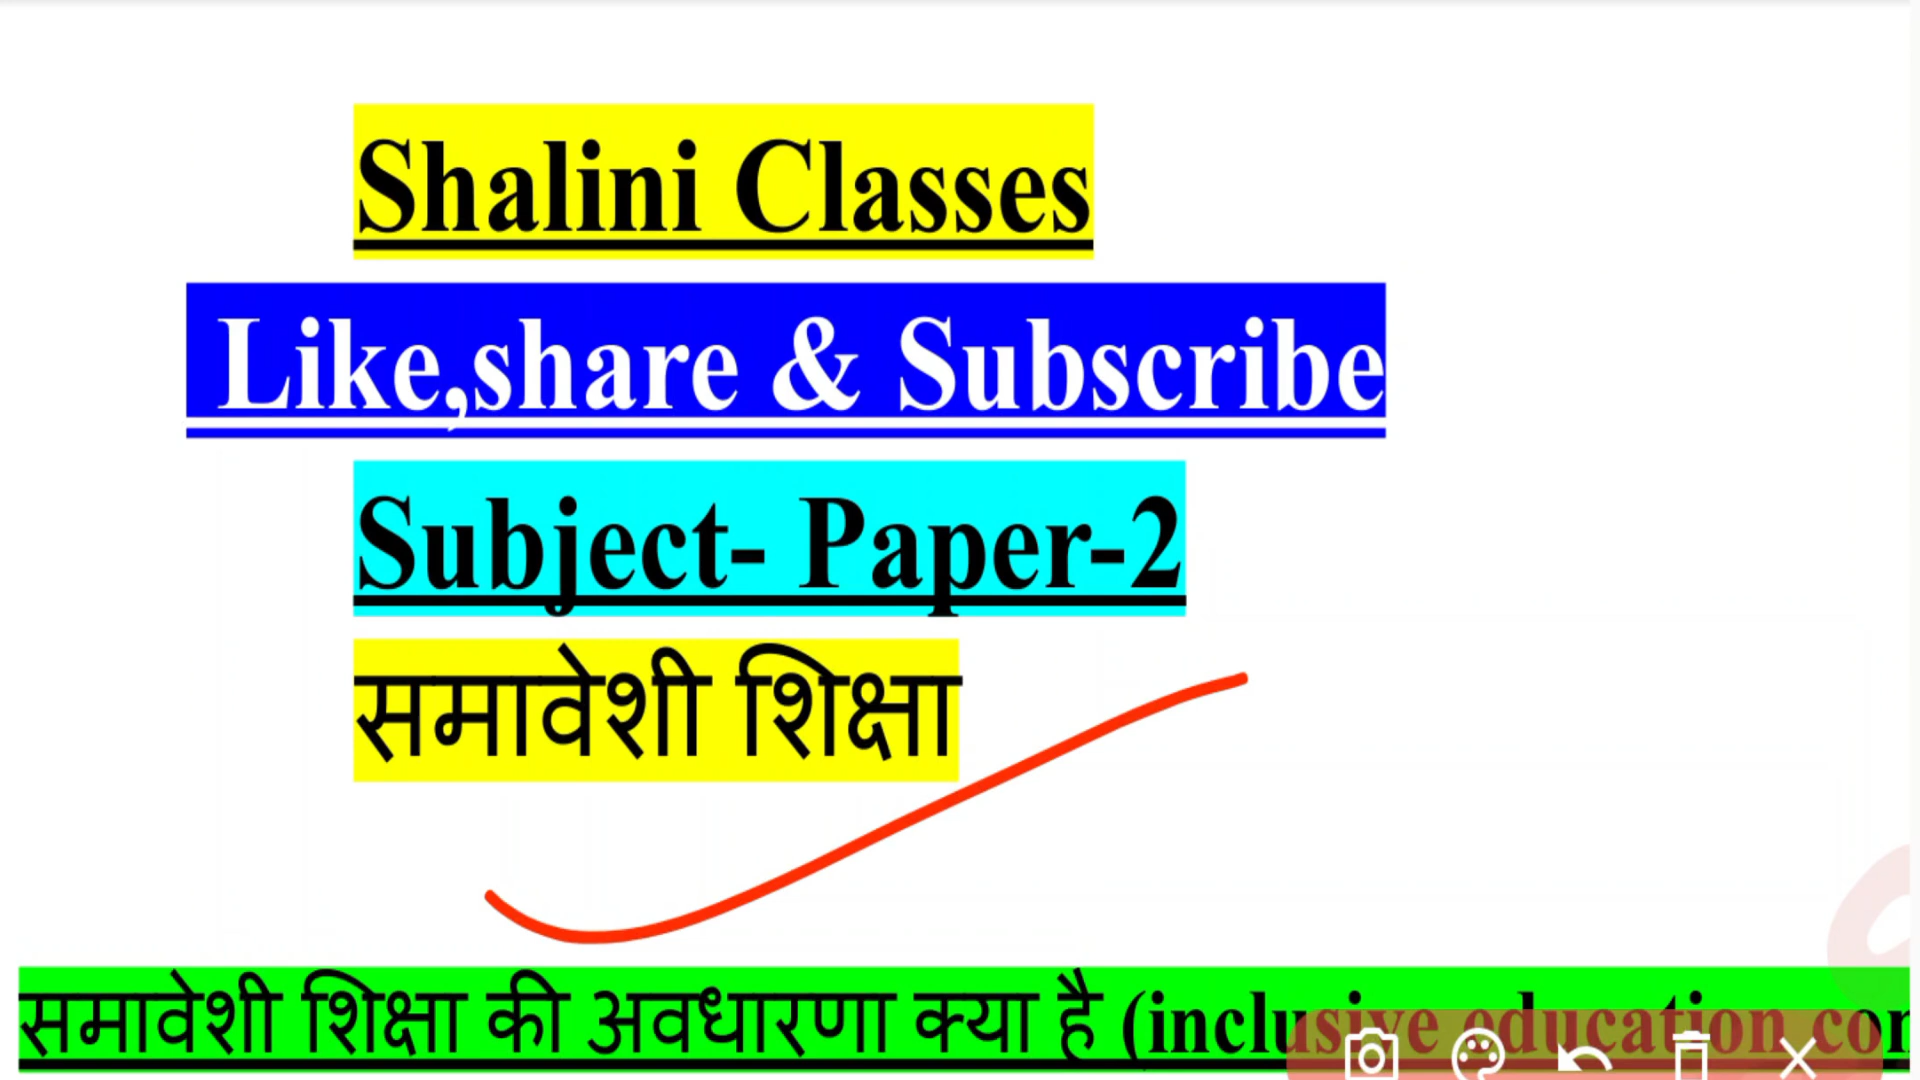 Shalini Classes
Like,share & Subscribe
Subject- Paper-2
समावेशी शिक्षा
समावेशी शिक्षा की अवधारणा क्या है (inclusive education